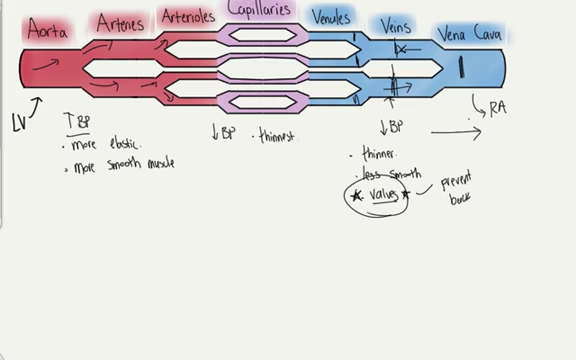 Aorta
Arteries
Arterioles
Capillaries
Venules
Veins
Vena Cava
LV
↑ BP
• more elastic.
• more smooth muscle
↓ BP • thinnest.
↓ BP
• thinner.
• less smooth
★ Valves ★
prevent
back
RA